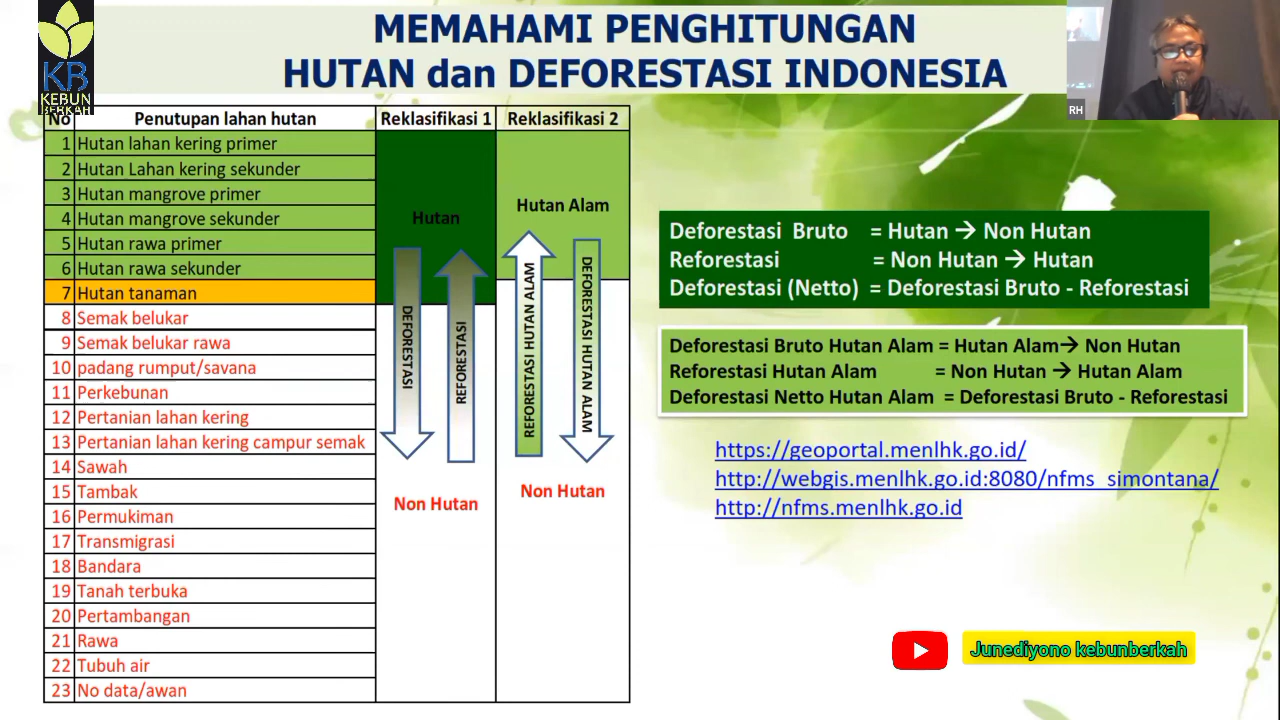 MEMAHAMI PENGHITUNGAN
HUTAN dan DEFORESTASI INDONESIA
KB
KEBUN
BERKAH
RH
No Penutupan lahan hutan Reklasifikasi 1 Reklasifikasi 2
1 Hutan lahan kering primer
2 Hutan Lahan kering sekunder
3 Hutan mangrove primer
4 Hutan mangrove sekunder
5 Hutan rawa primer
6 Hutan rawa sekunder
7 Hutan tanaman
8 Semak belukar
9 Semak belukar rawa
10 padang rumput/savana
11 Perkebunan
12 Pertanian lahan kering
13 Pertanian lahan kering campur semak
14 Sawah
15 Tambak
16 Permukiman
17 Transmigrasi
18 Bandara
19 Tanah terbuka
20 Pertambangan
21 Rawa
22 Tubuh air
23 No data/awan
Hutan
DEFORESTASI
REFORESTASI
Non Hutan
Hutan Alam
REFORESTASI HUTAN ALAM
DEFORESTASI HUTAN ALAM
Non Hutan
Deforestasi Bruto = Hutan → Non Hutan
Reforestasi = Non Hutan → Hutan
Deforestasi (Netto) = Deforestasi Bruto - Reforestasi
Deforestasi Bruto Hutan Alam = Hutan Alam→ Non Hutan
Reforestasi Hutan Alam = Non Hutan → Hutan Alam
Deforestasi Netto Hutan Alam = Deforestasi Bruto - Reforestasi
https://geoportal.menlhk.go.id/
http://webgis.menlhk.go.id:8080/nfms_simontana/
http://nfms.menlhk.go.id
Junediyono kebunberkah